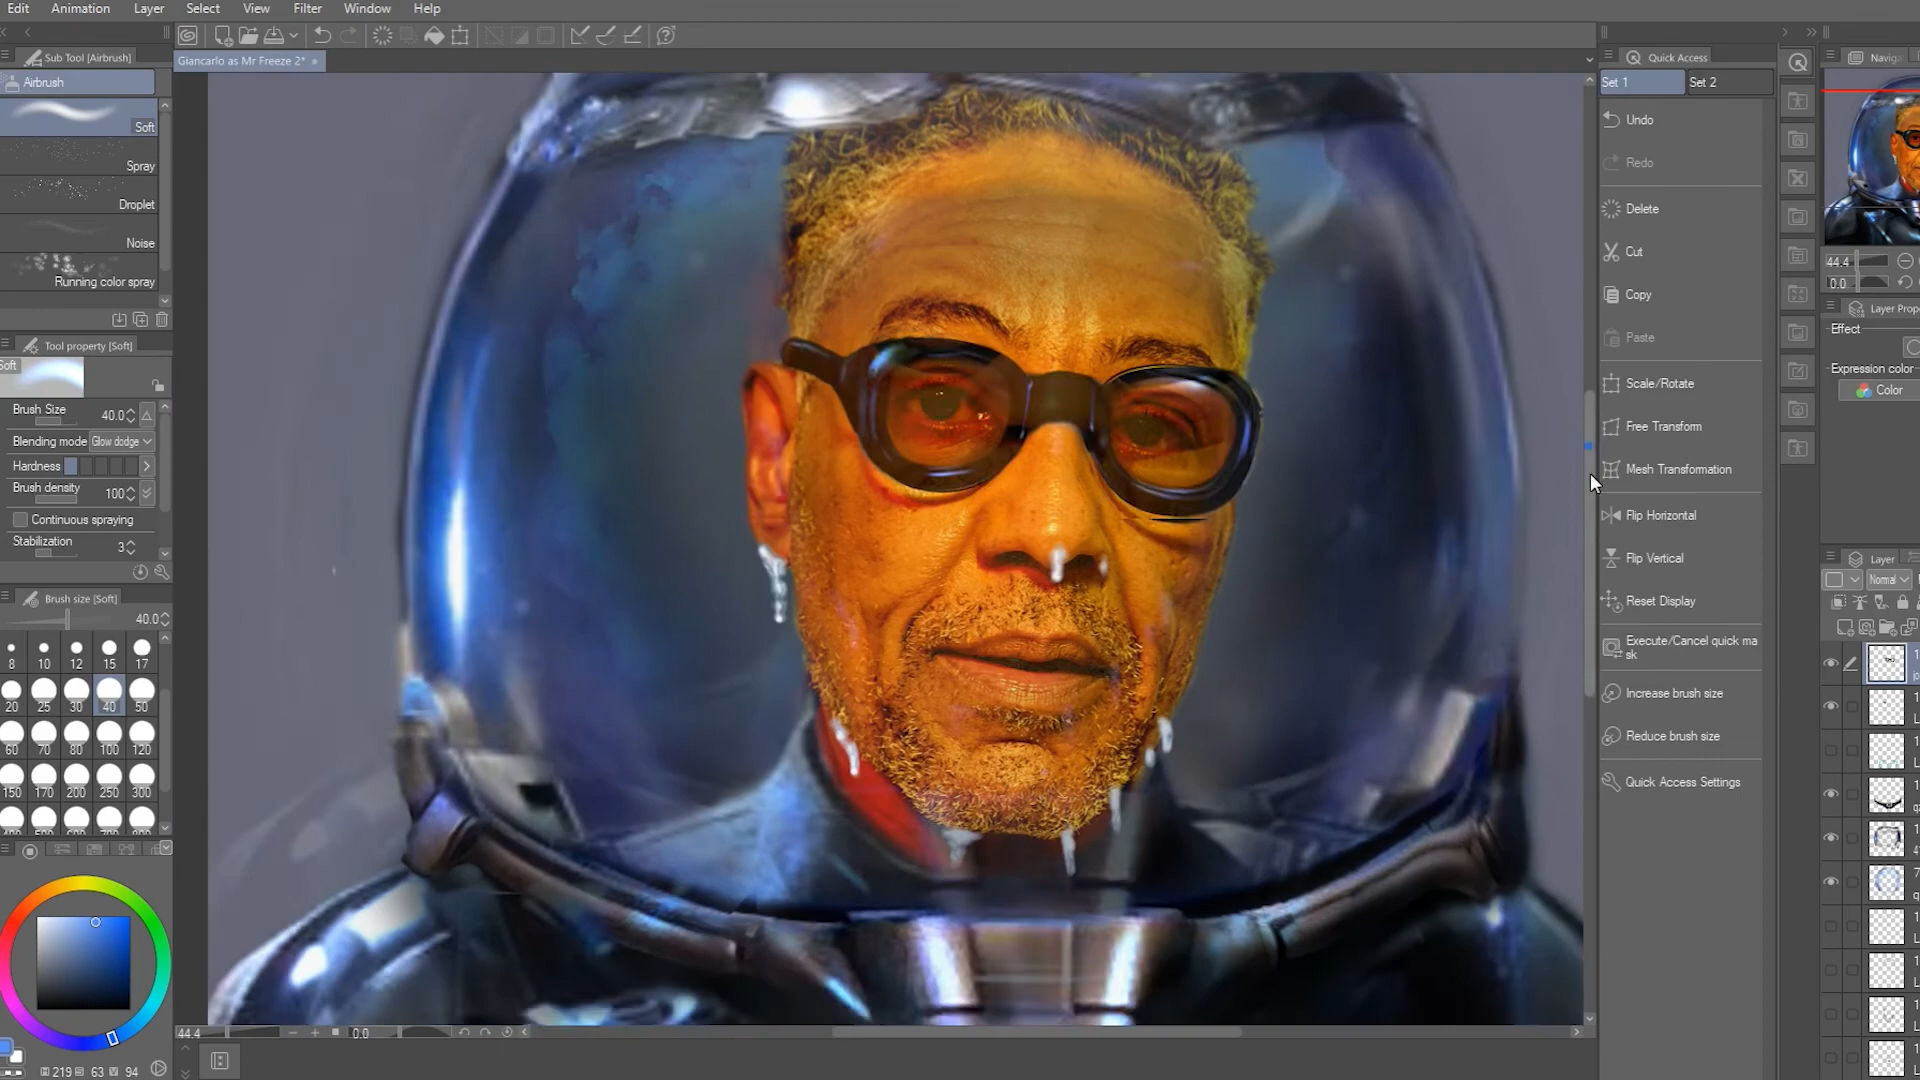 Edit Animation Layer Select View Filter Window Help
Sub Tool [Airbrush]
Airbrush
Soft
Spray
Droplet
Noise
Running color spray
Tool property [Soft]
Soft
Brush Size 40.0
Blending mode Glow dodge
Hardness
Brush density 100
Continuous spraying
Stabilization 3
Brush size [Soft]
40.0
8 10 12 15 17
20 25 30 40 50
60 70 80 100 120
150 170 200 250 300
219 63 94
Giancarlo as Mr Freeze 2*
44.4 0.0
Quick Access
Set 1 Set 2
Undo
Redo
Delete
Cut
Copy
Paste
Scale/Rotate
Free Transform
Mesh Transformation
Flip Horizontal
Flip Vertical
Reset Display
Execute/Cancel quick ma
sk
Increase brush size
Reduce brush size
Quick Access Settings
Naviga
44.4
0.0
Layer Prop
Effect
Expression color
Color
Layer
Normal